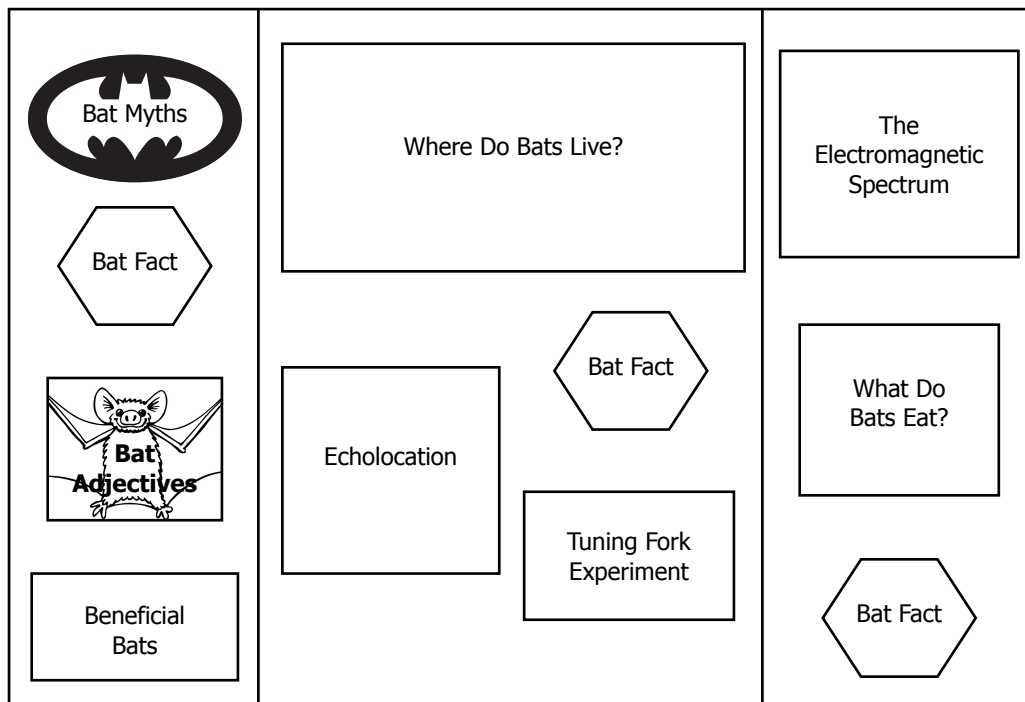 Bat Myths
Bat Fact
Bat
Adjectives
Beneficial
Bats
Where Do Bats Live?
Bat Fact
Echolocation
Tuning Fork
Experiment
The
Electromagnetic
Spectrum
What Do
Bats Eat?
Bat Fact